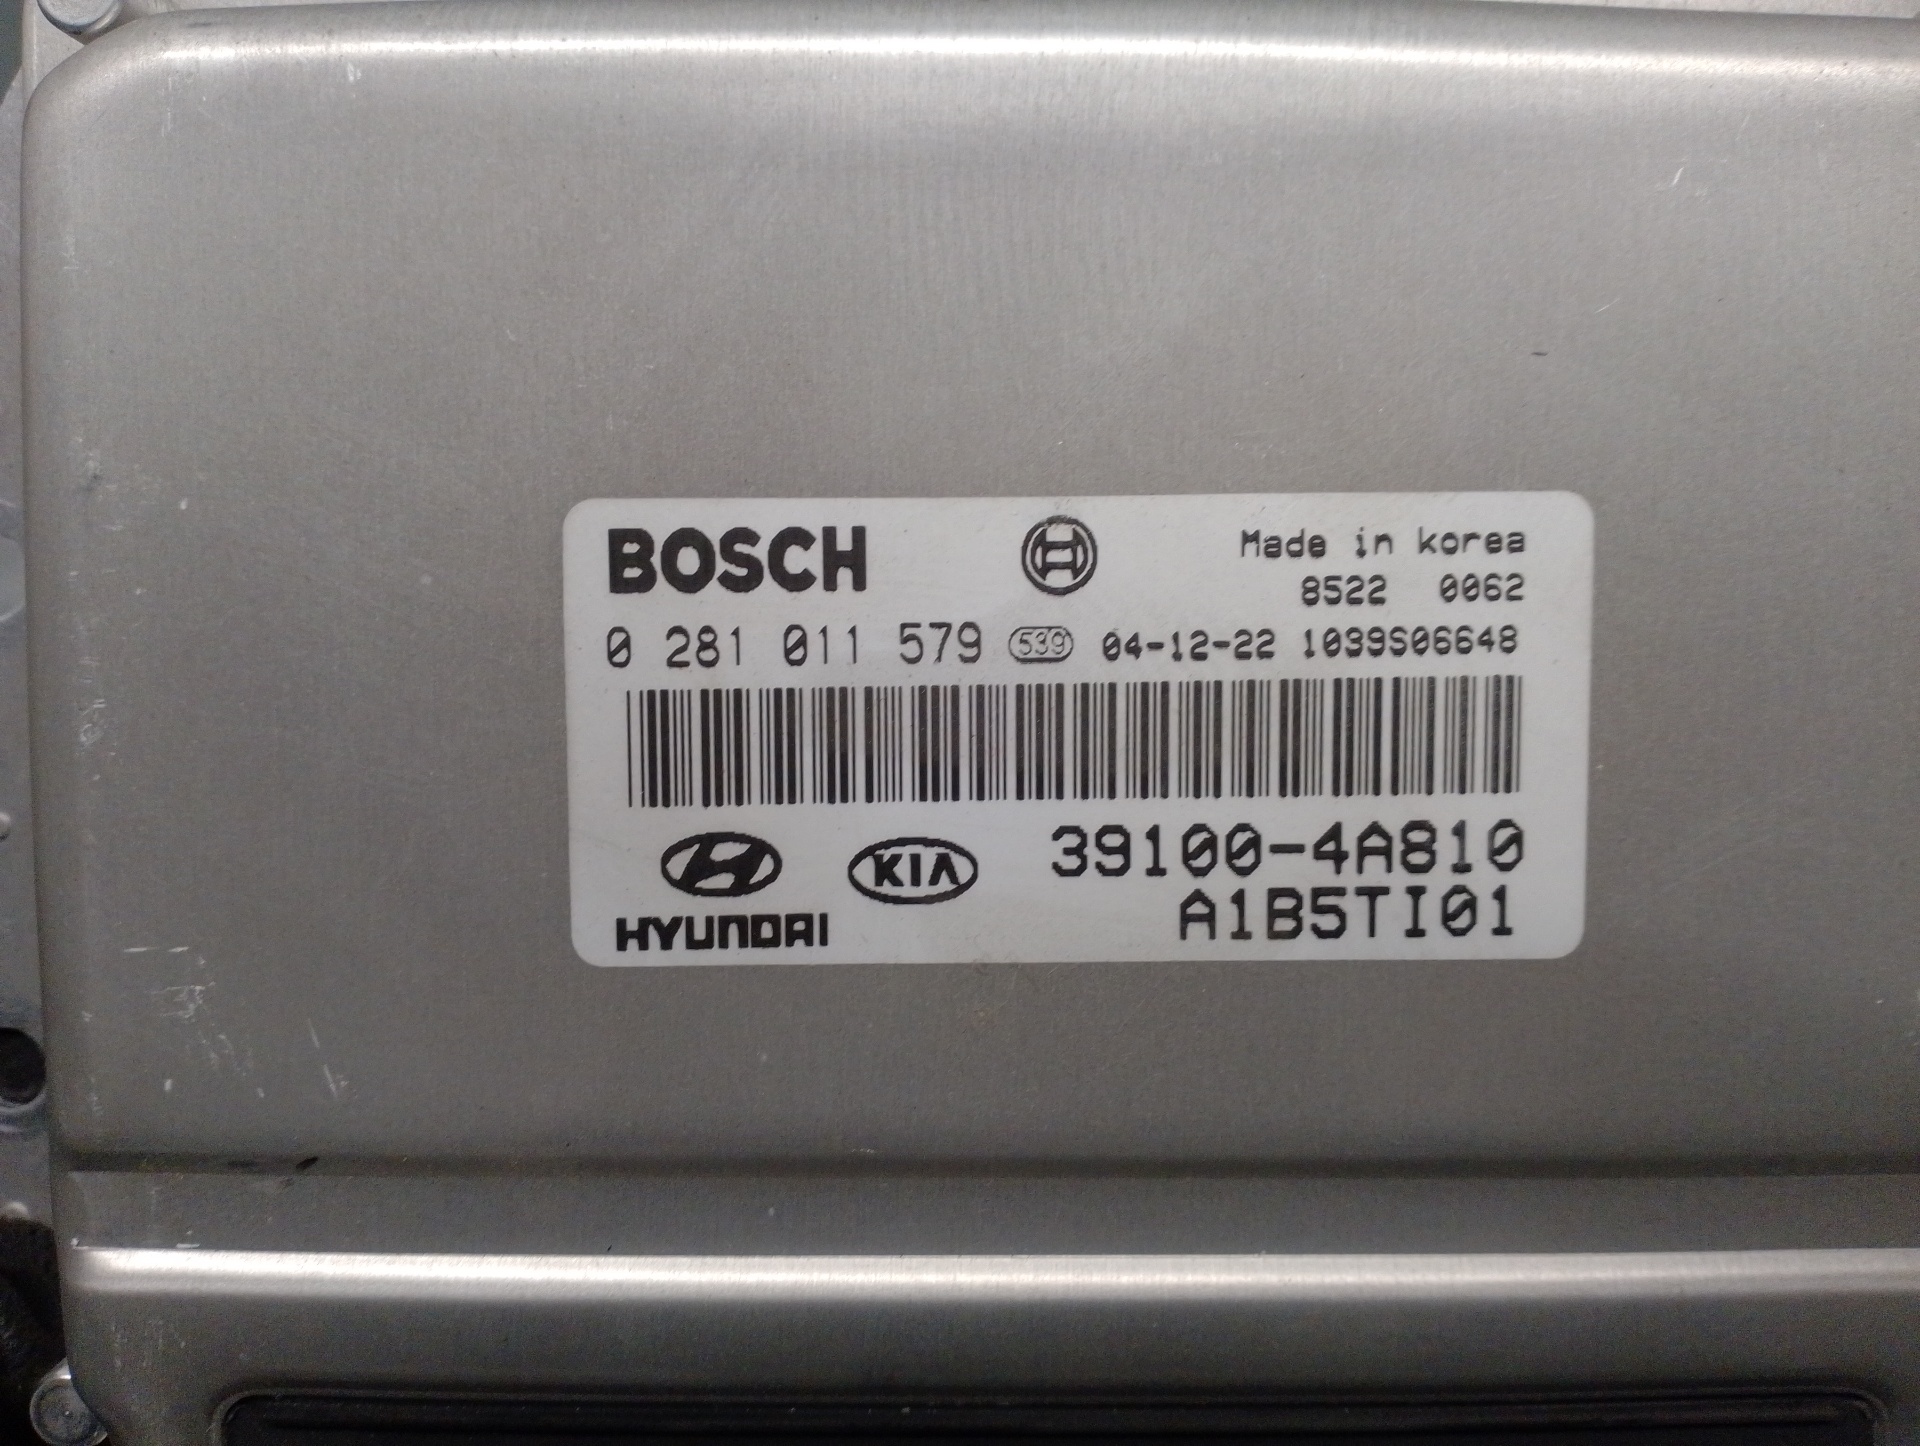 BOSCH
Made in korea
8522 0062
0 281 011 579 539 04-12-22 1039S06648
39100-4A810
KIA
A1B5TI01
HYUNDAI